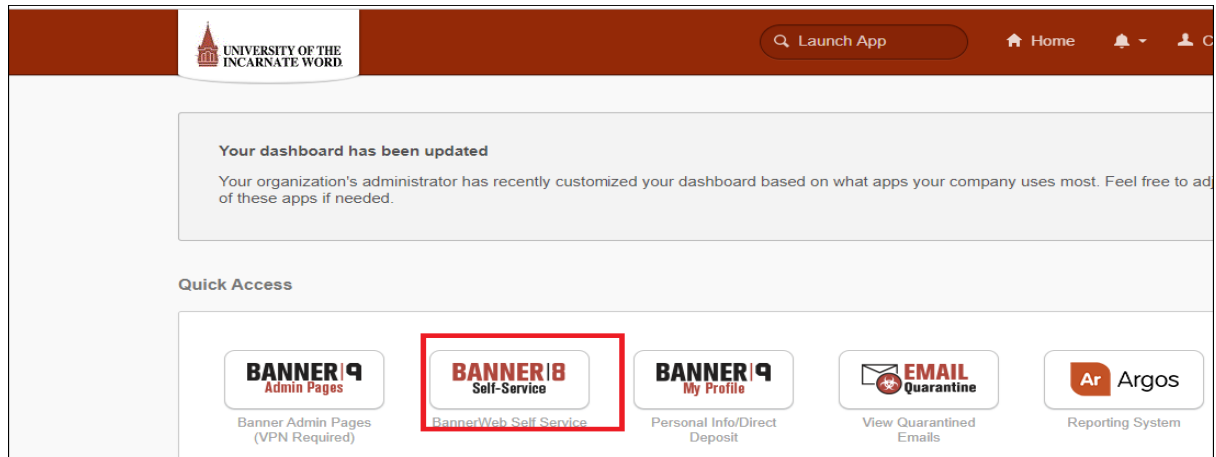 UNIVERSITY OF THE
INCARNATE WORD
Launch App
Home
C
Your dashboard has been updated
Your organization's administrator has recently customized your dashboard based on what apps your company uses most. Feel free to adj
of these apps if needed.
Quick Access
BANNER|9
Admin Pages
Banner Admin Pages
(VPN Required)
BANNER|8
Self-Service
BannerWeb Self Service
BANNER|9
My Profile
Personal Info/Direct
Deposit
EMAIL
Quarantine
View Quarantined
Emails
Ar Argos
Reporting System